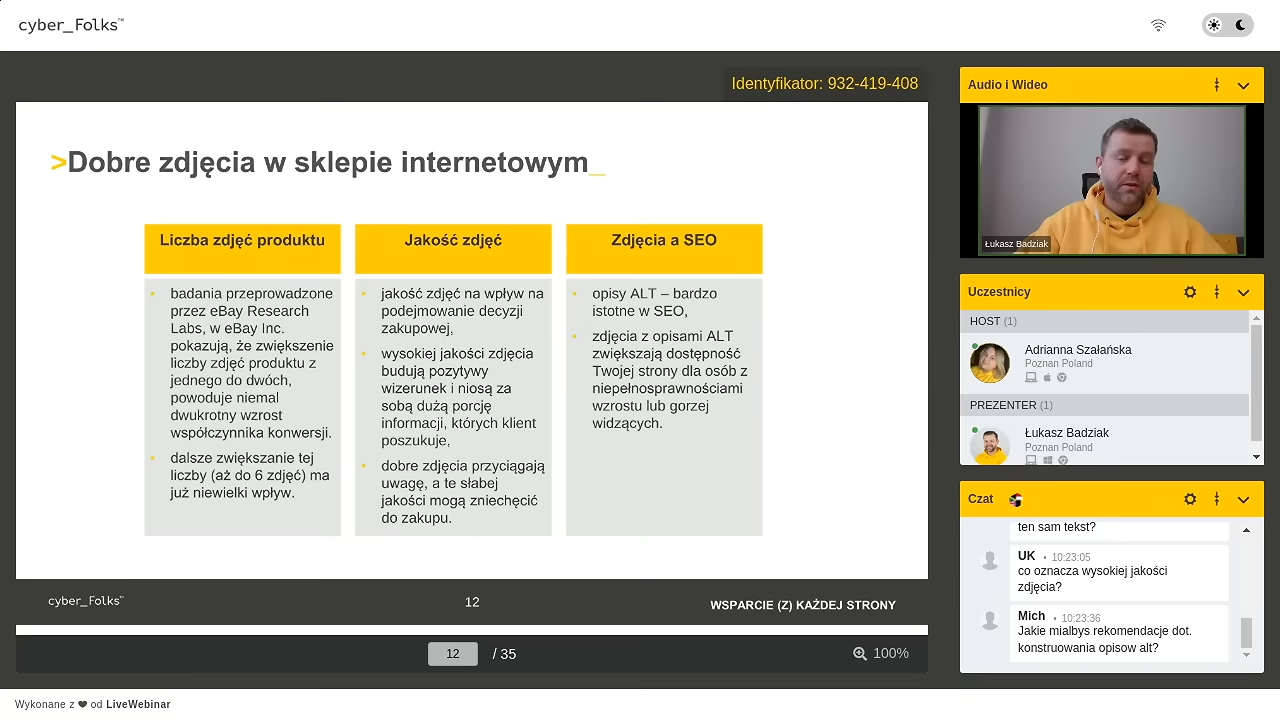 cyber_Folks™
Identyfikator: 932-419-408
>Dobre zdjęcia w sklepie internetowym_
Liczba zdjęć produktu
• badania przeprowadzone
przez eBay Research
Labs, w eBay Inc.
pokazują, że zwiększenie
liczby zdjęć produktu z
jednego do dwóch,
powoduje niemal
dwukrotny wzrost
współczynnika konwersji.
• dalsze zwiększanie tej
liczby (aż do 6 zdjęć) ma
już niewielki wpływ.
Jakość zdjęć
• jakość zdjęć na wpływ na
podejmowanie decyzji
zakupowej,
• wysokiej jakości zdjęcia
budują pozytywy
wizerunek i niosą za
sobą dużą porcję
informacji, których klient
poszukuje,
• dobre zdjęcia przyciągają
uwagę, a te słabej
jakości mogą zniechęcić
do zakupu.
Zdjęcia a SEO
• opisy ALT – bardzo
istotne w SEO,
• zdjęcia z opisami ALT
zwiększają dostępność
Twojej strony dla osób z
niepełnosprawnościami
wzrostu lub gorzej
widzących.
cyber_Folks™
12
WSPARCIE (Z) KAŻDEJ STRONY
12 / 35
100%
Audio i Wideo
Łukasz Badziak
Uczestnicy
HOST (1)
Adrianna Szałańska
Poznan Poland
PREZENTER (1)
Łukasz Badziak
Poznan Poland
Czat
ten sam tekst?
UK • 10:23:05
co oznacza wysokiej jakości
zdjęcia?
Mich • 10:23:36
Jakie mialbys rekomendacje dot.
konstruowania opisow alt?
Wykonane z ❤ od LiveWebinar